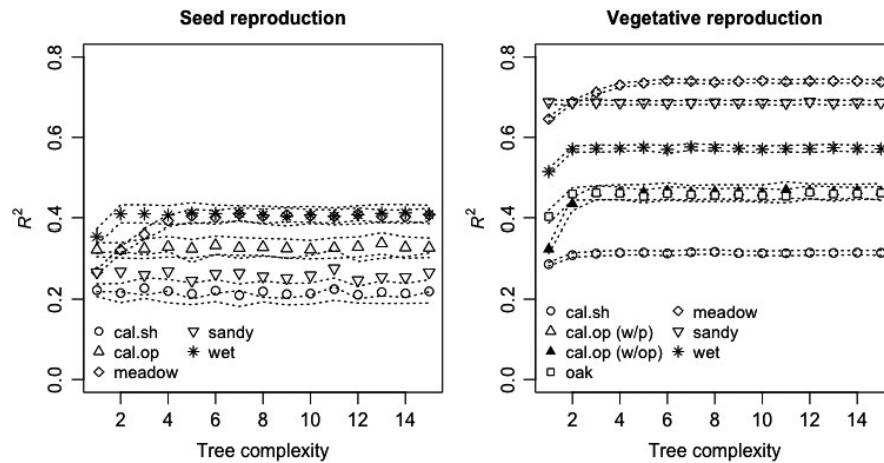 Seed reproduction
R²
0.8
0.6
0.4
0.2
0.0
cal.sh
cal.op
meadow
sandy
wet
2 4 6 8 10 12 14
Tree complexity
Vegetative reproduction
R²
0.8
0.6
0.4
0.2
0.0
cal.sh
cal.op (w/p)
cal.op (w/op)
oak
meadow
sandy
wet
2 4 6 8 10 12 14
Tree complexity